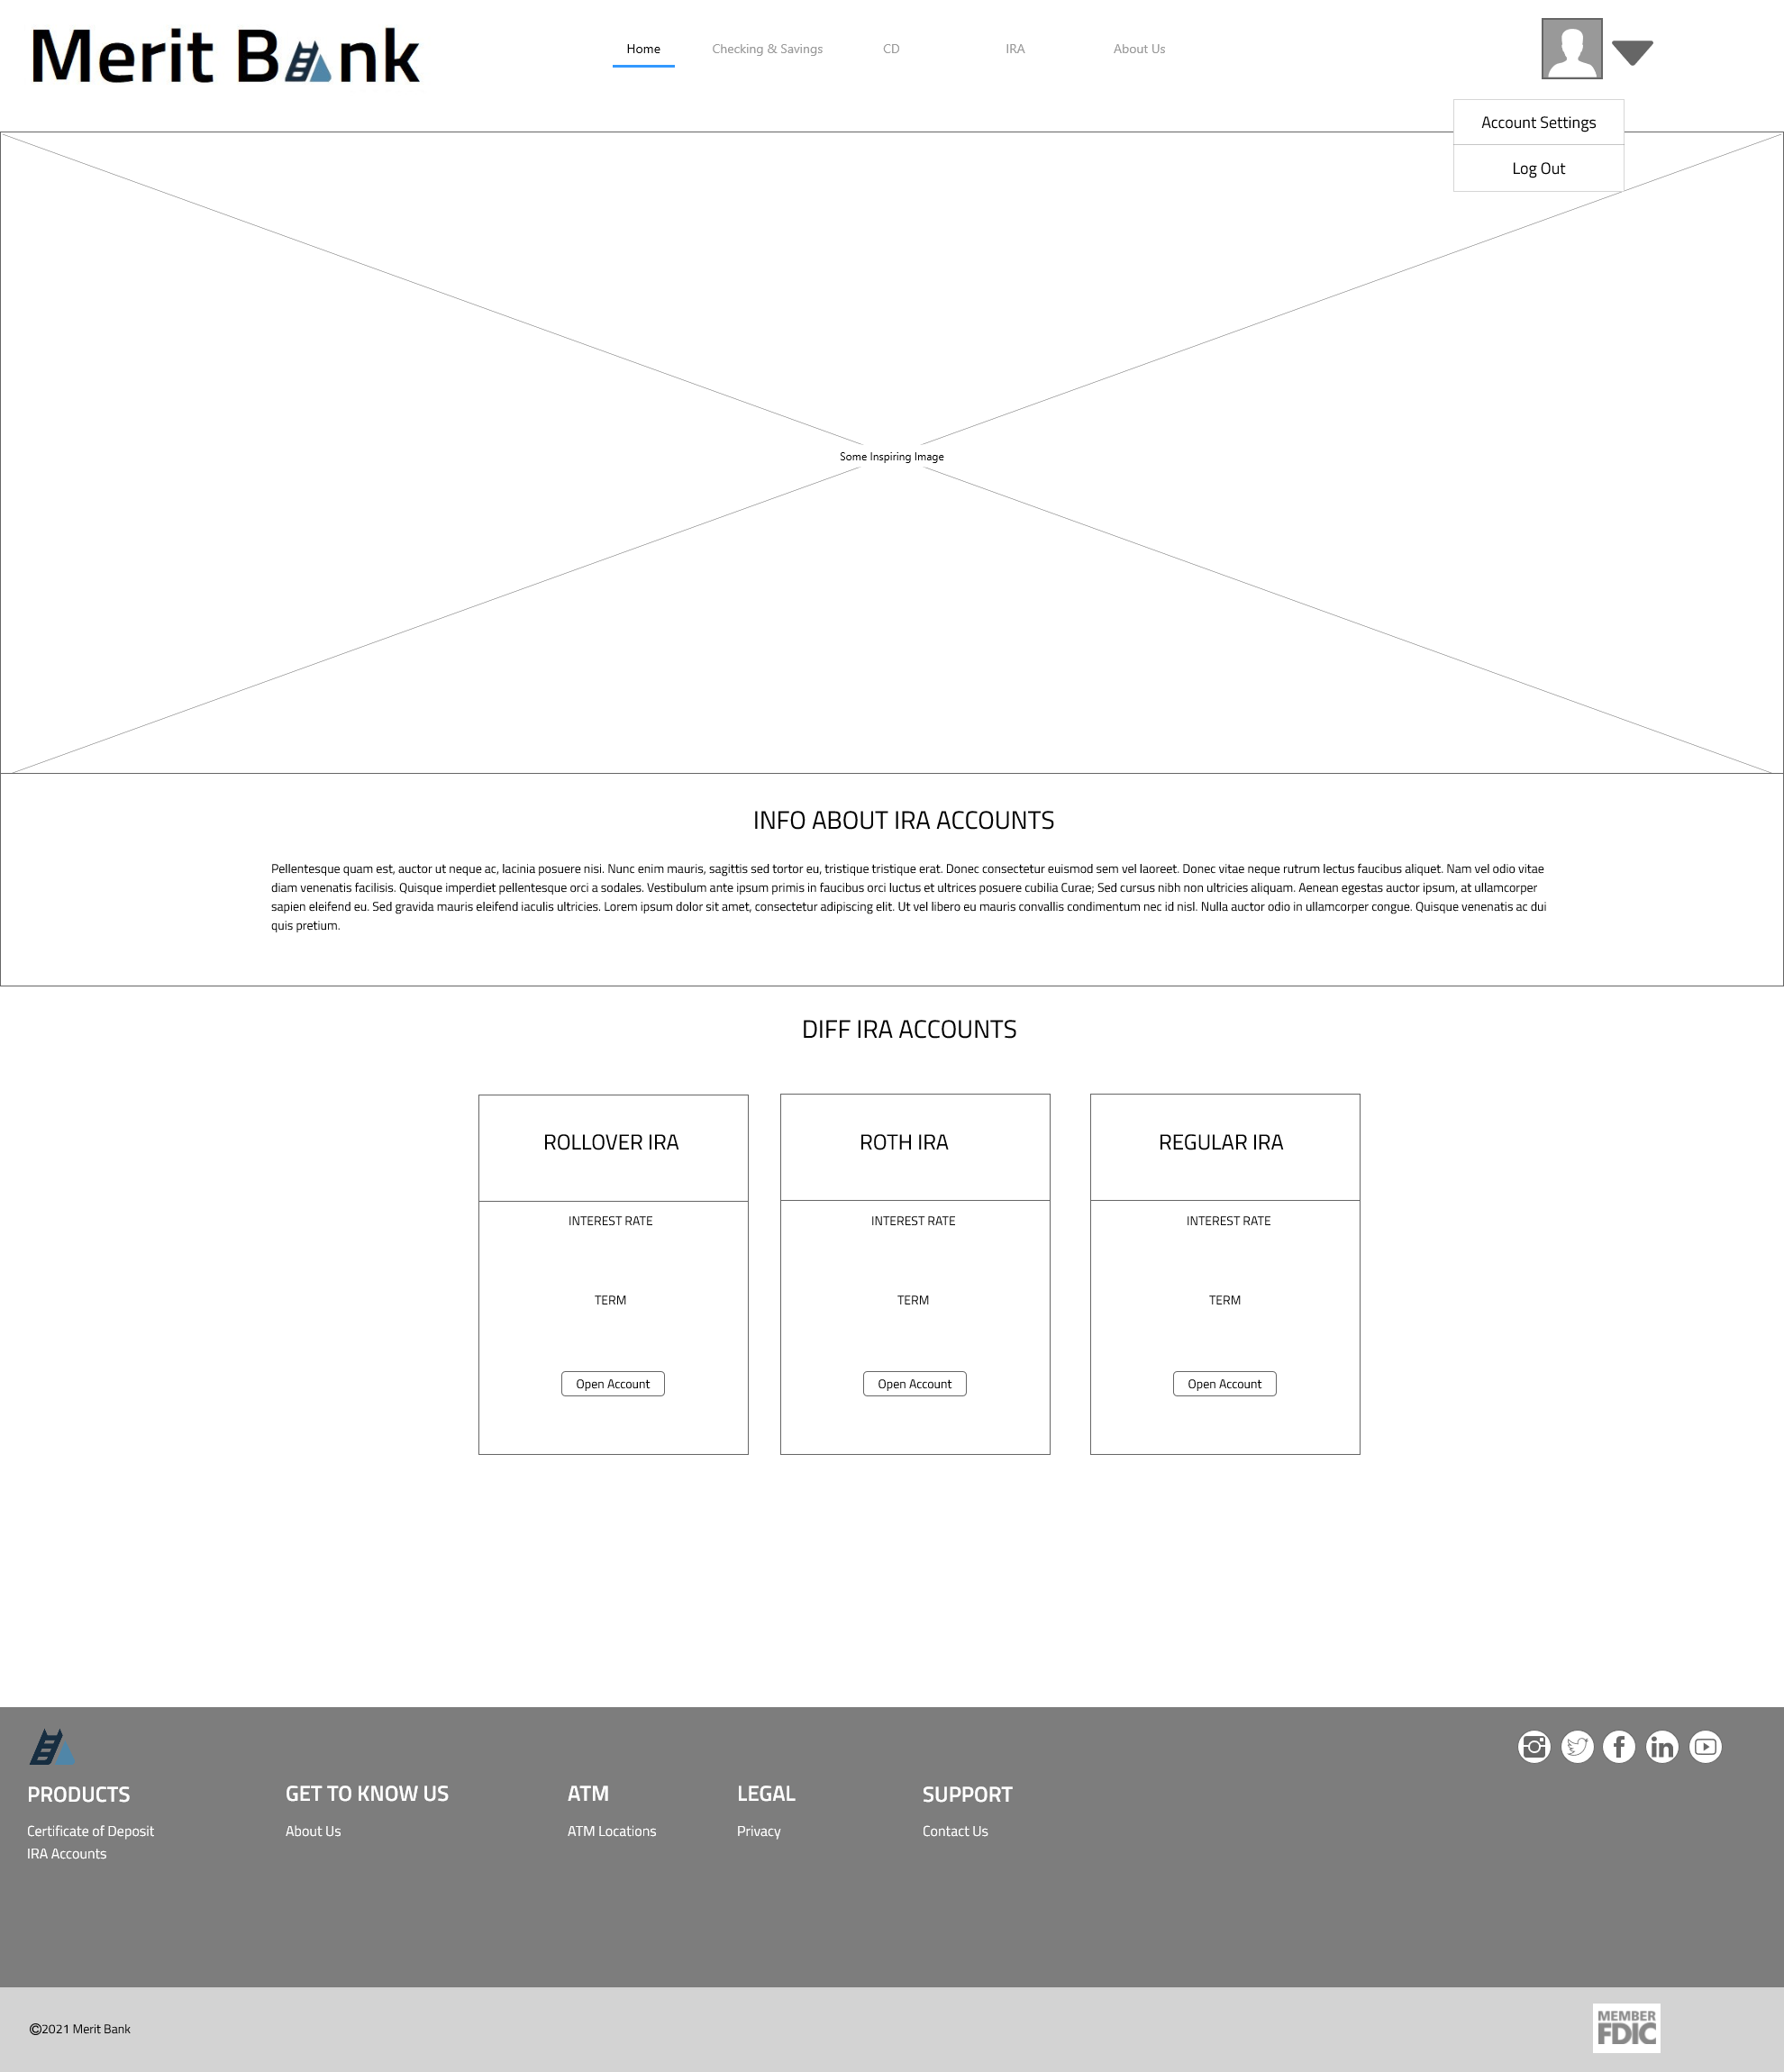 Merit Bank
Home
Checking & Savings
CD
IRA
About Us
Account Settings
Log Out
Some Inspiring Image
INFO ABOUT IRA ACCOUNTS
Pellentesque quam est, auctor ut neque ac, lacinia posuere nisi. Nunc enim mauris, sagittis sed tortor eu, tristique tristique erat. Donec consectetur euismod sem vel laoreet. Donec vitae neque rutrum lectus faucibus aliquet. Nam vel odio vitae
diam venenatis facilisis. Quisque imperdiet pellentesque orci a sodales. Vestibulum ante ipsum primis in faucibus orci luctus et ultrices posuere cubilia Curae; Sed cursus nibh non ultricies aliquam. Aenean egestas auctor ipsum, at ullamcorper
sapien eleifend eu. Sed gravida mauris eleifend iaculis ultricies. Lorem ipsum dolor sit amet, consectetur adipiscing elit. Ut vel libero eu mauris convallis condimentum nec id nisl. Nulla auctor odio in ullamcorper congue. Quisque venenatis ac dui
quis pretium.
DIFF IRA ACCOUNTS
ROLLOVER IRA
INTEREST RATE
TERM
Open Account
ROTH IRA
INTEREST RATE
TERM
Open Account
REGULAR IRA
INTEREST RATE
TERM
Open Account
PRODUCTS
Certificate of Deposit
IRA Accounts
GET TO KNOW US
About Us
ATM
ATM Locations
LEGAL
Privacy
SUPPORT
Contact Us
©2021 Merit Bank
MEMBER
FDIC